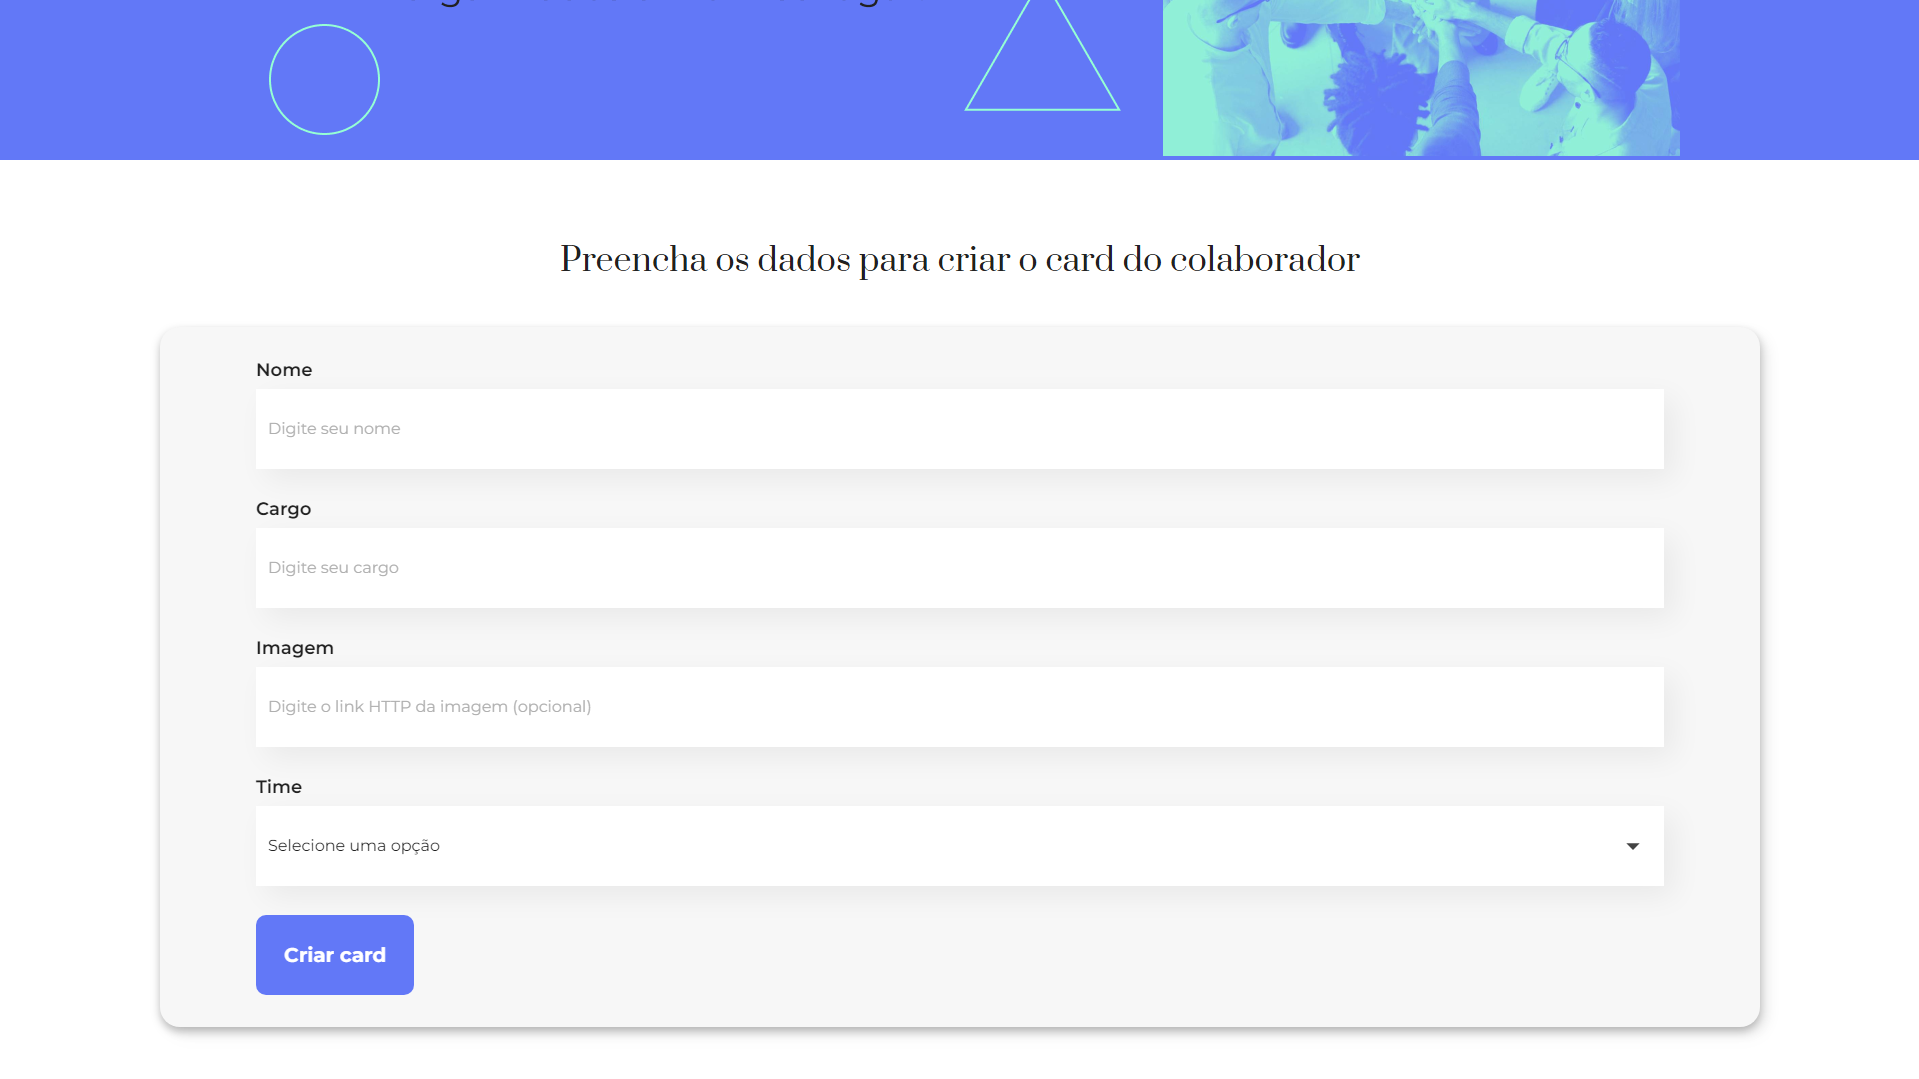 Preencha os dados para criar o card do colaborador
Nome
Digite seu nome
Cargo
Digite seu cargo
Imagem
Digite o link HTTP da imagem (opcional)
Time
Selecione uma opção
Criar card